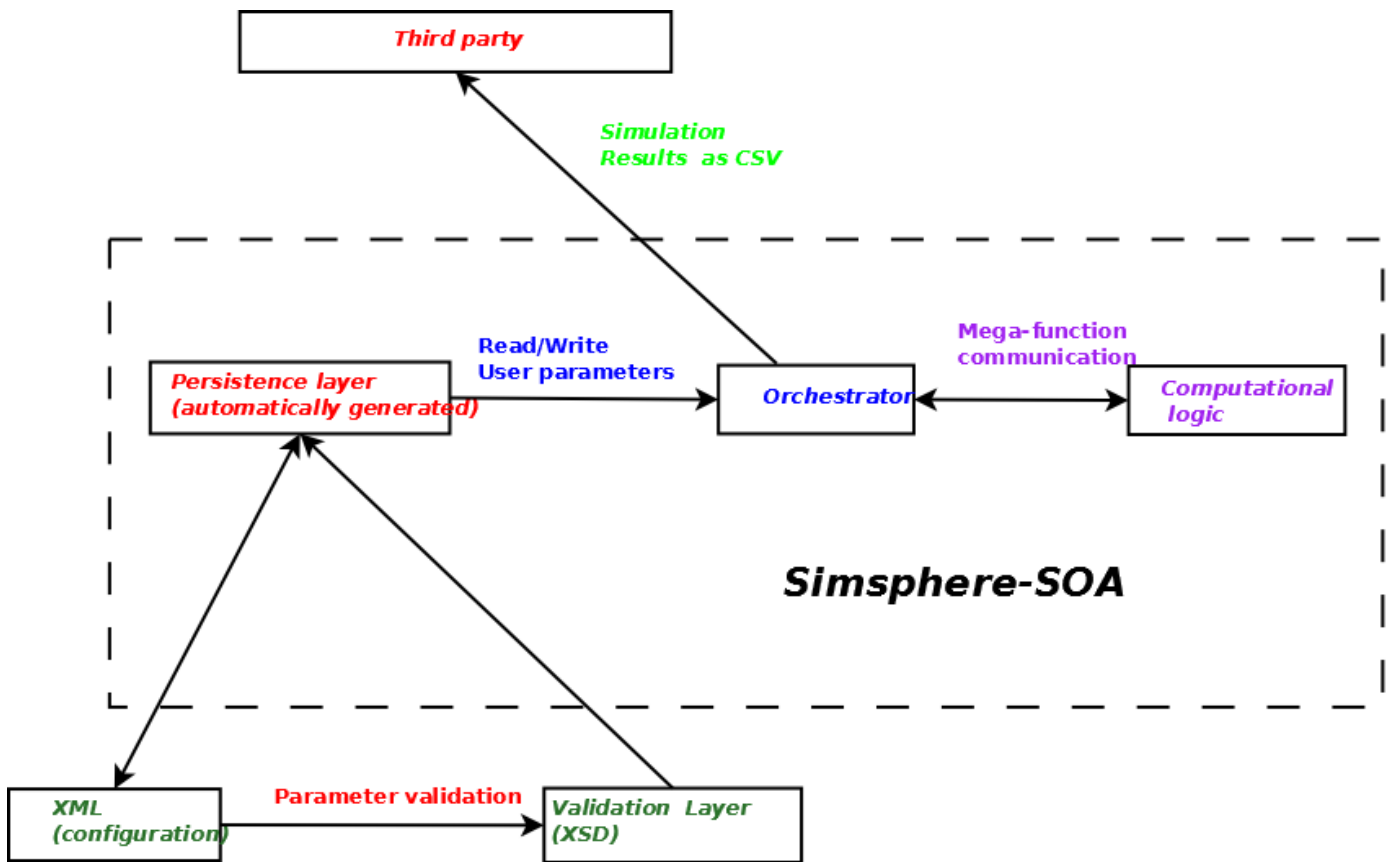 Third party
Simulation
Results as CSV
Read/Write
User parameters
Mega-function
communication
Persistence layer
(automatically generated)
Orchestrator
Computational
logic
Simsphere-SOA
XML
(configuration)
Parameter validation
Validation Layer
(XSD)